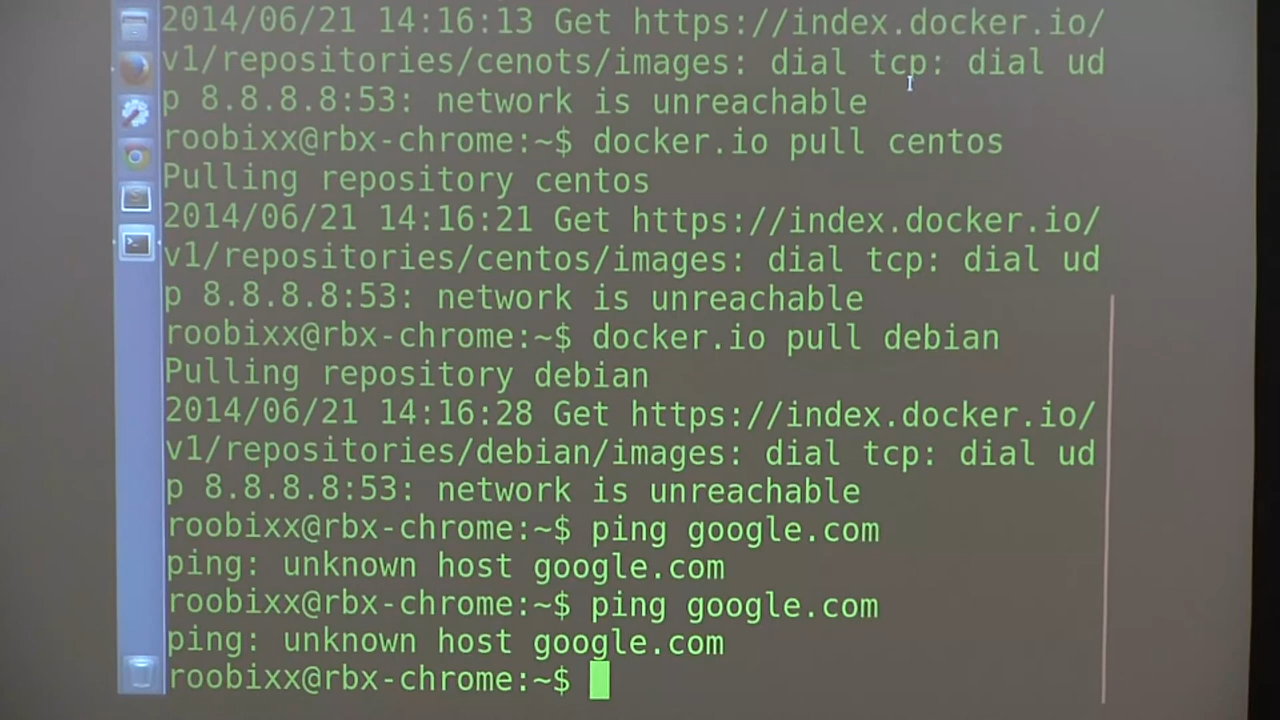 2014/06/21 14:16:13 Get https://index.docker.io/
v1/repositories/cenots/images: dial tcp: dial ud
p 8.8.8.8:53: network is unreachable
roobixx@rbx-chrome:~$ docker.io pull centos
Pulling repository centos
2014/06/21 14:16:21 Get https://index.docker.io/
v1/repositories/centos/images: dial tcp: dial ud
p 8.8.8.8:53: network is unreachable
roobixx@rbx-chrome:~$ docker.io pull debian
Pulling repository debian
2014/06/21 14:16:28 Get https://index.docker.io/
v1/repositories/debian/images: dial tcp: dial ud
p 8.8.8.8:53: network is unreachable
roobixx@rbx-chrome:~$ ping google.com
ping: unknown host google.com
roobixx@rbx-chrome:~$ ping google.com
ping: unknown host google.com
roobixx@rbx-chrome:~$